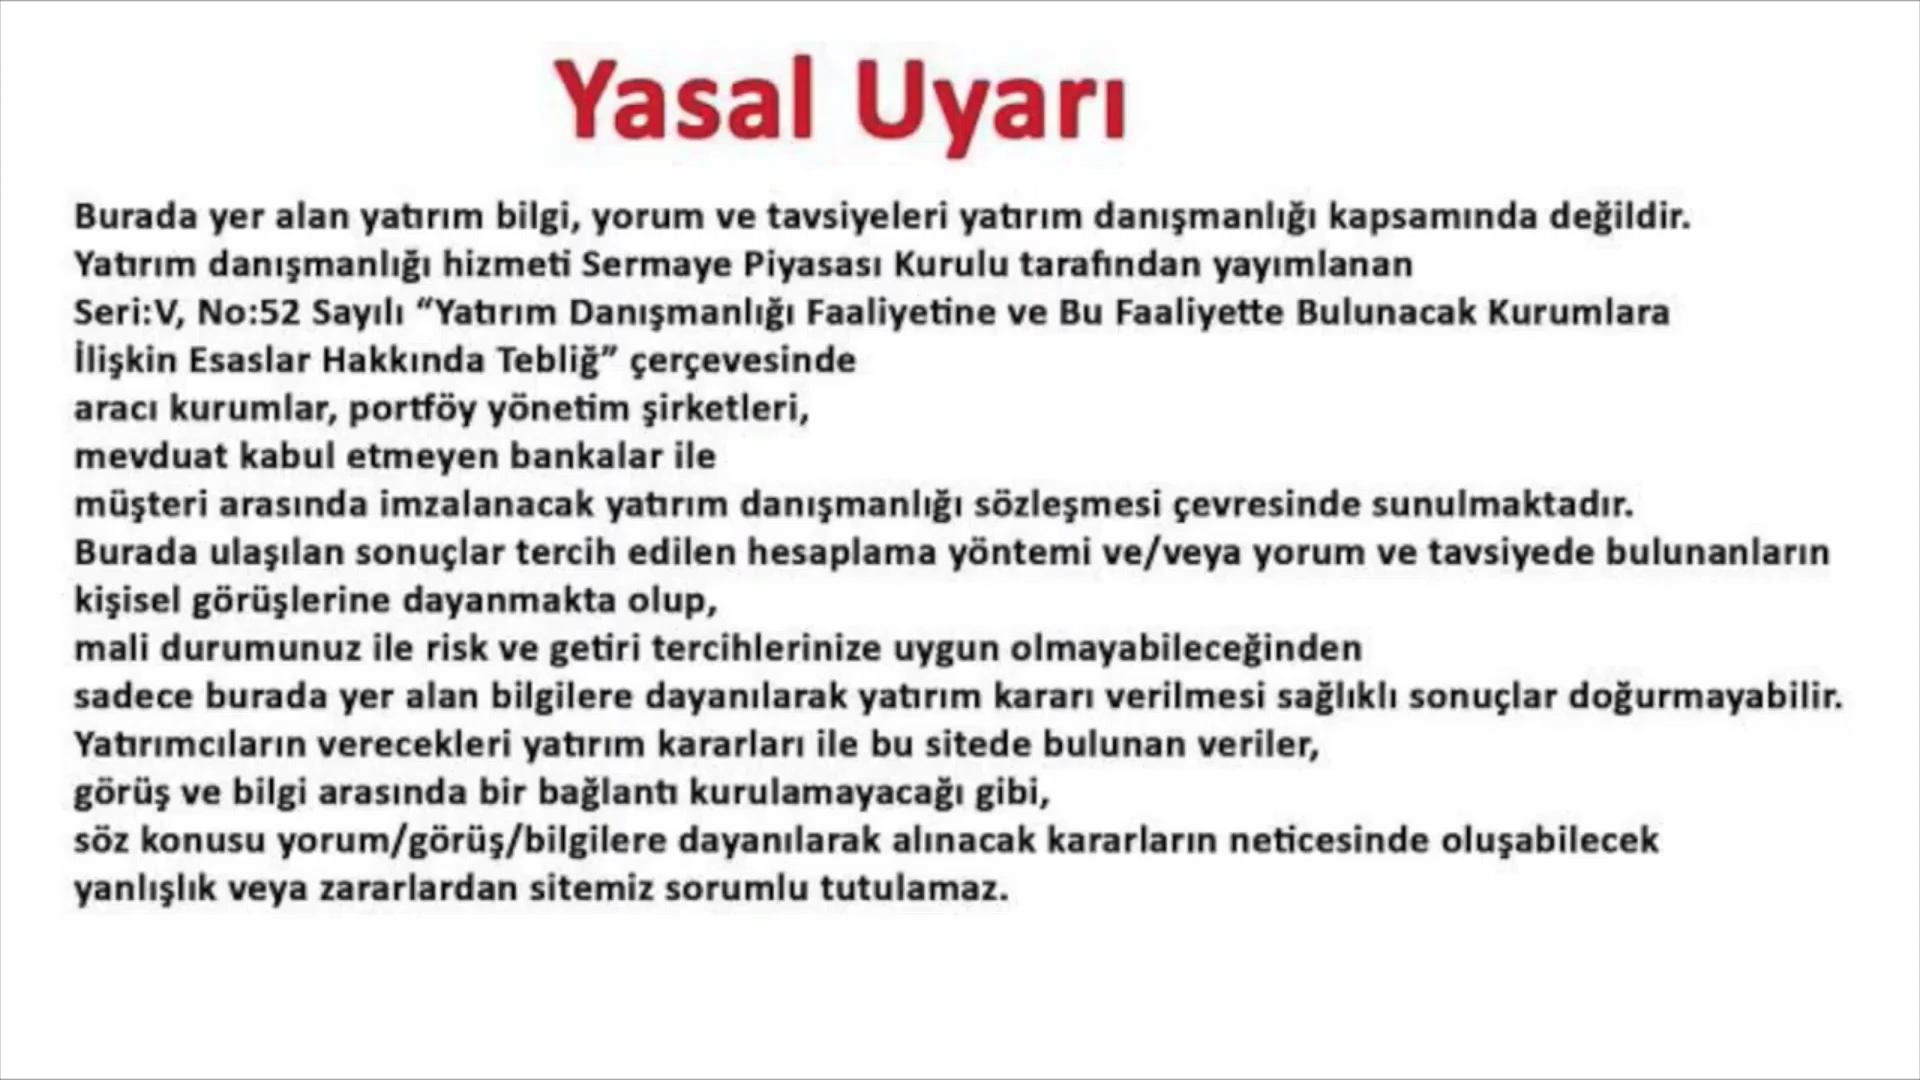 Yasal Uyarı
Burada yer alan yatırım bilgi, yorum ve tavsiyeleri yatırım danışmanlığı kapsamında değildir.
Yatırım danışmanlığı hizmeti Sermaye Piyasası Kurulu tarafından yayımlanan
Seri:V, No:52 Sayılı “Yatırım Danışmanlığı Faaliyetine ve Bu Faaliyette Bulunacak Kurumlara
İlişkin Esaslar Hakkında Tebliğ” çerçevesinde
aracı kurumlar, portföy yönetim şirketleri,
mevduat kabul etmeyen bankalar ile
müşteri arasında imzalanacak yatırım danışmanlığı sözleşmesi çevresinde sunulmaktadır.
Burada ulaşılan sonuçlar tercih edilen hesaplama yöntemi ve/veya yorum ve tavsiyede bulunanların
kişisel görüşlerine dayanmakta olup,
mali durumunuz ile risk ve getiri tercihlerinize uygun olmayabileceğinden
sadece burada yer alan bilgilere dayanılarak yatırım kararı verilmesi sağlıklı sonuçlar doğurmayabilir.
Yatırımcıların verecekleri yatırım kararları ile bu sitede bulunan veriler,
görüş ve bilgi arasında bir bağlantı kurulamayacağı gibi,
söz konusu yorum/görüş/bilgilere dayanılarak alınacak kararların neticesinde oluşabilecek
yanlışlık veya zararlardan sitemiz sorumlu tutulamaz.